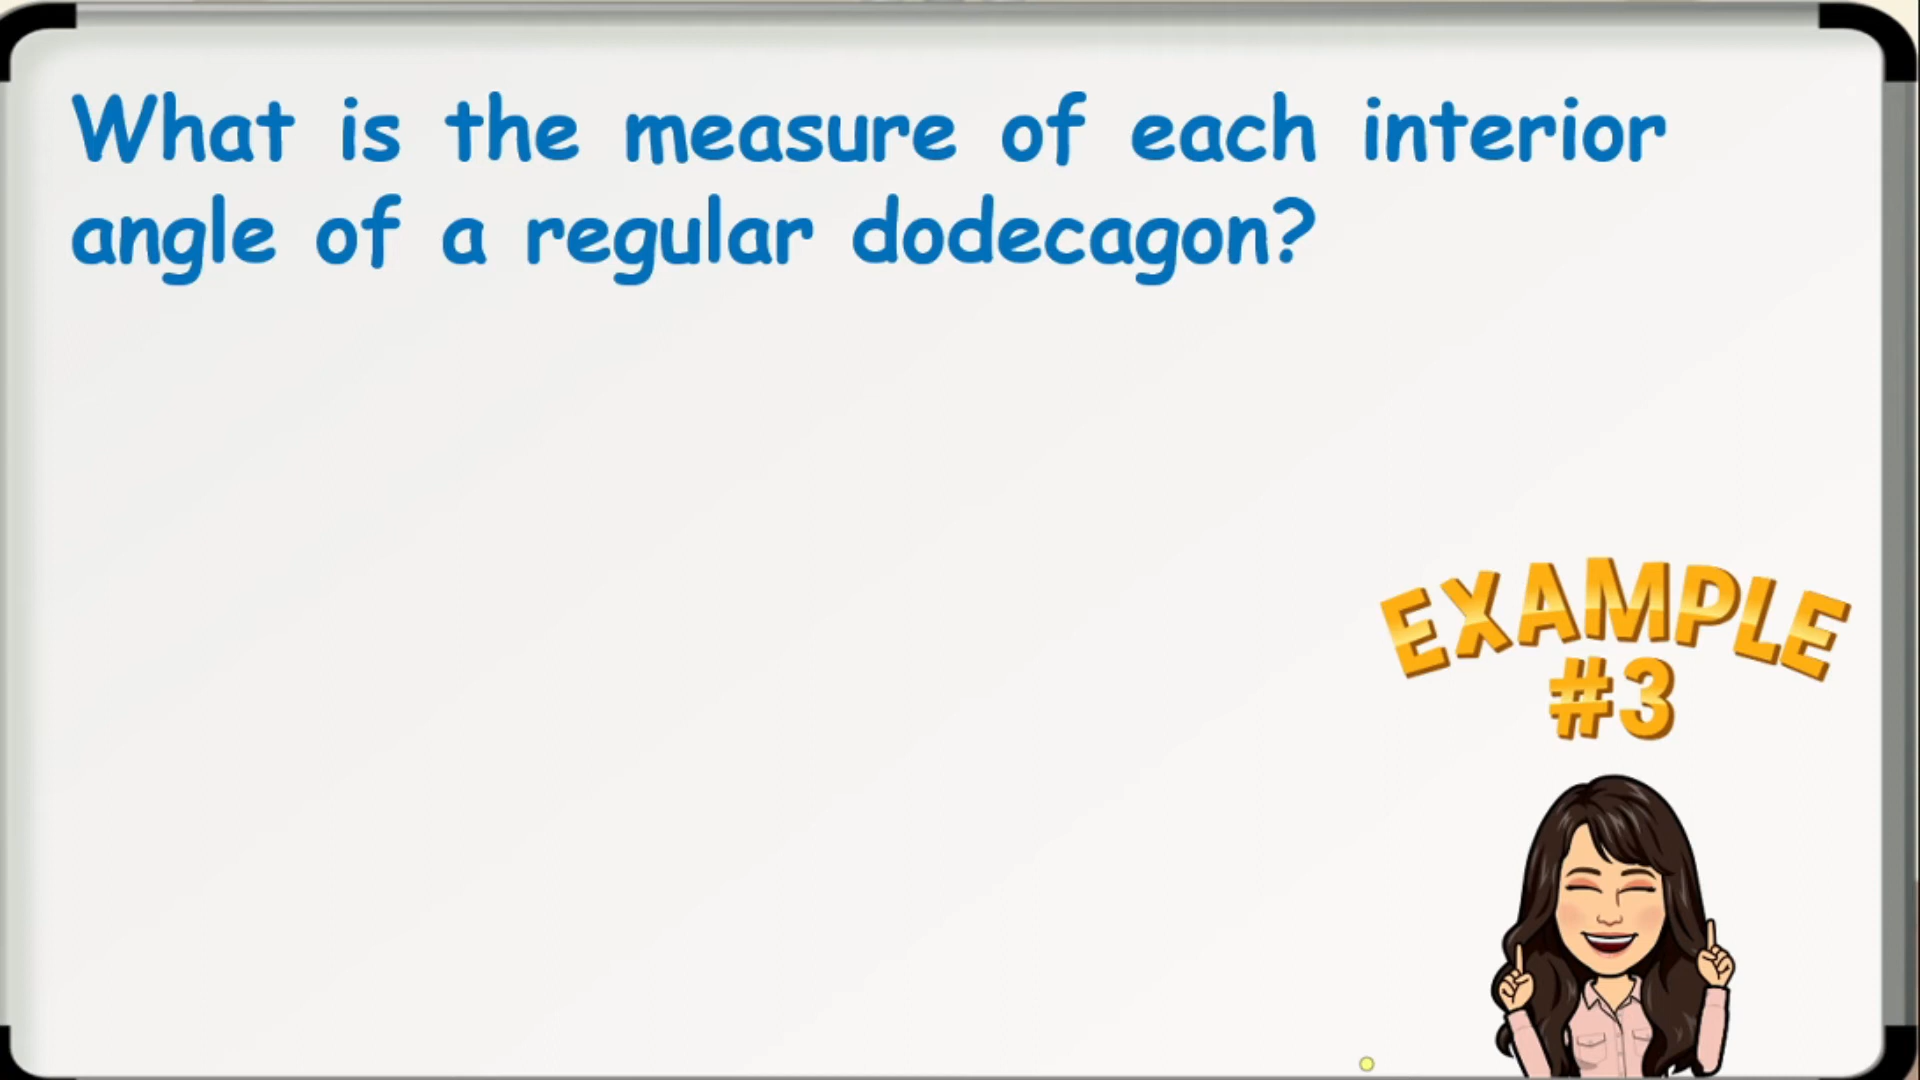 What is the measure of each interior
angle of a regular dodecagon?
EXAMPLE
#3